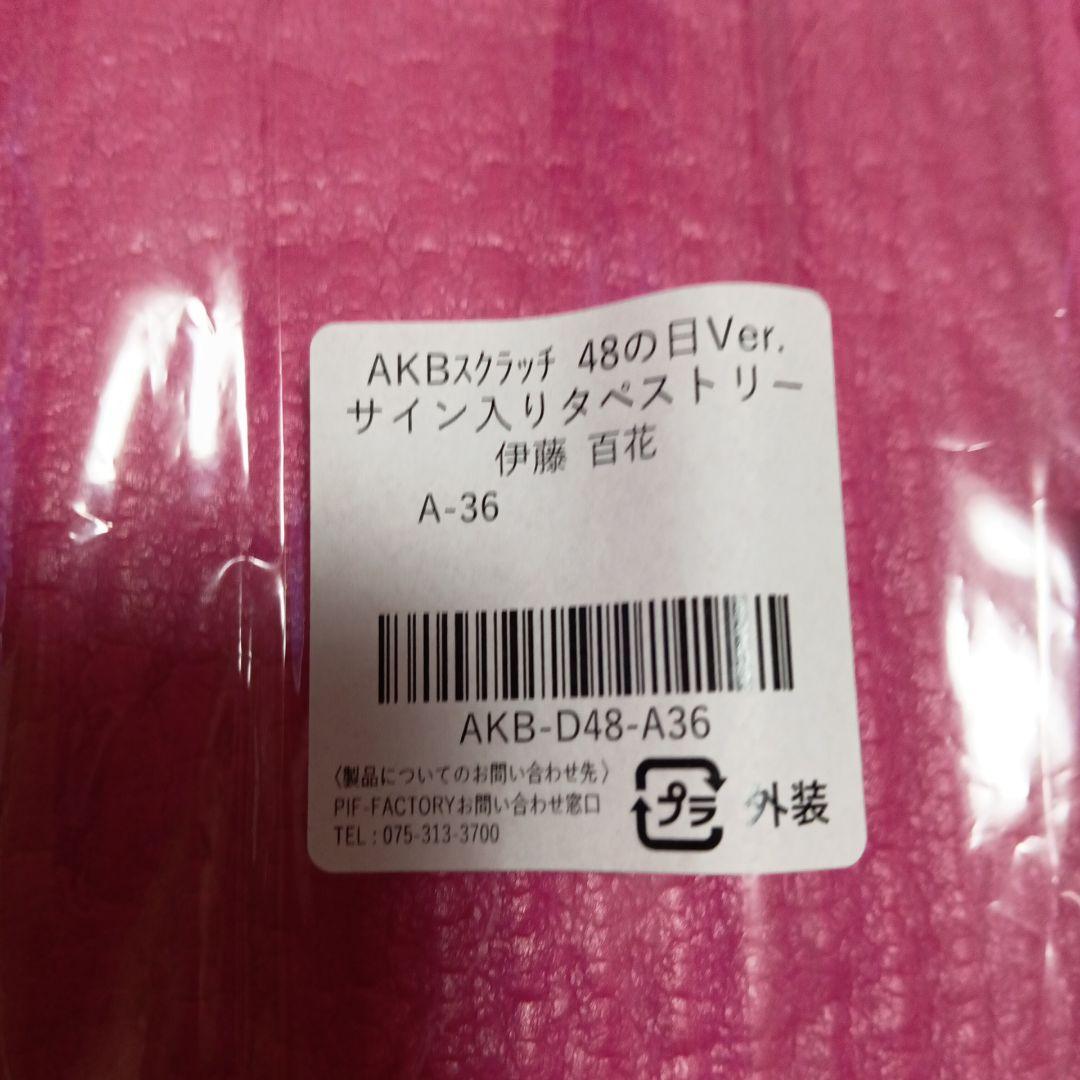 AKBｽｸﾗｯﾁ 48の日Ver.
サイン入りタペストリー
伊藤 百花
A-36
AKB-D48-A36
〈製品についてのお問い合わせ先〉
PIF-FACTORYお問い合わせ窓口
TEL : 075-313-3700
プラ 外装